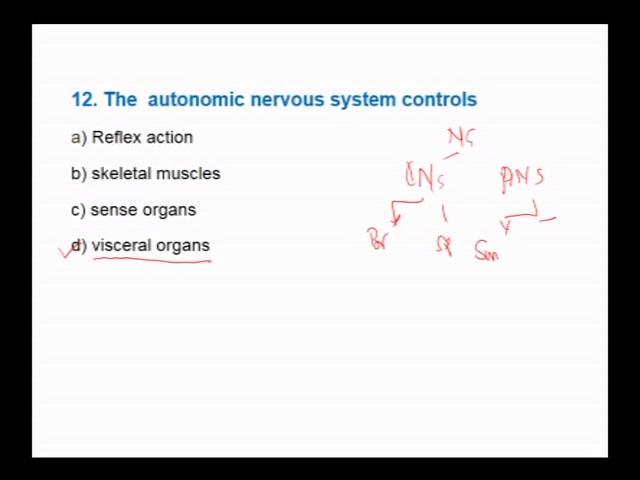 12. The autonomic nervous system controls
a) Reflex action
b) skeletal muscles
c) sense organs
d) visceral organs
NS
CNS PNS
Br Sp Sm